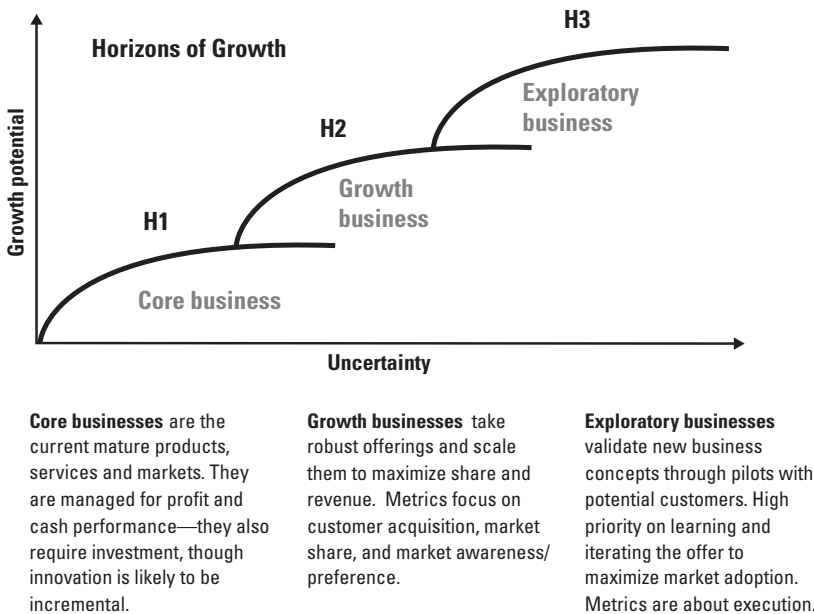 Horizons of Growth
H3
Exploratory
business
H2
Growth
business
H1
Core business
Growth potential
Uncertainty
Core businesses are the
current mature products,
services and markets. They
are managed for profit and
cash performance—they also
require investment, though
innovation is likely to be
incremental.
Growth businesses take
robust offerings and scale
them to maximize share and
revenue. Metrics focus on
customer acquisition, market
share, and market awareness/
preference.
Exploratory businesses
validate new business
concepts through pilots with
potential customers. High
priority on learning and
iterating the offer to
maximize market adoption.
Metrics are about execution.